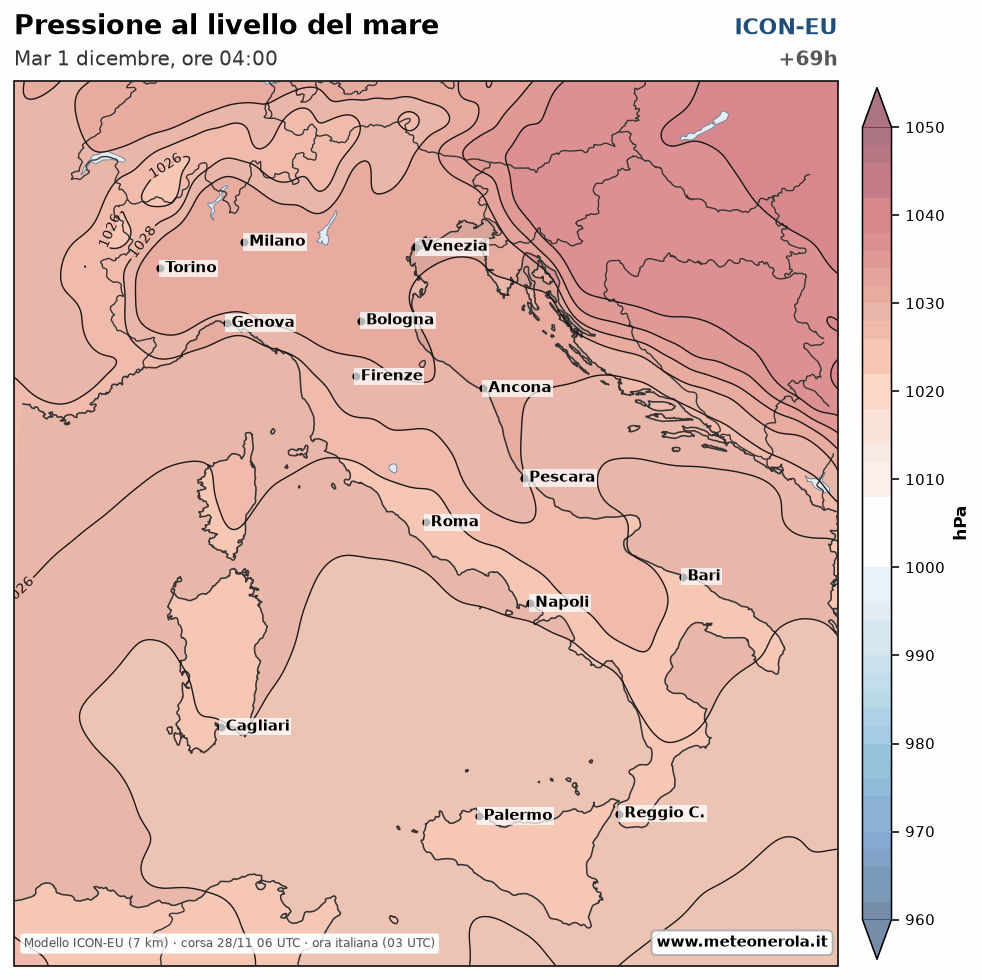 Pressione al livello del mare
ICON-EU
Mar 1 dicembre, ore 04:00
+69h
1026
1026
1028
Milano
Venezia
Torino
Genova
Bologna
Firenze
Ancona
Pescara
Roma
Bari
026
Napoli
Cagliari
Palermo
Reggio C.
Modello ICON-EU (7 km) · corsa 28/11 06 UTC · ora italiana (03 UTC)
www.meteonerola.it
1050
1040
1030
1020
1010
1000
990
980
970
960
hPa